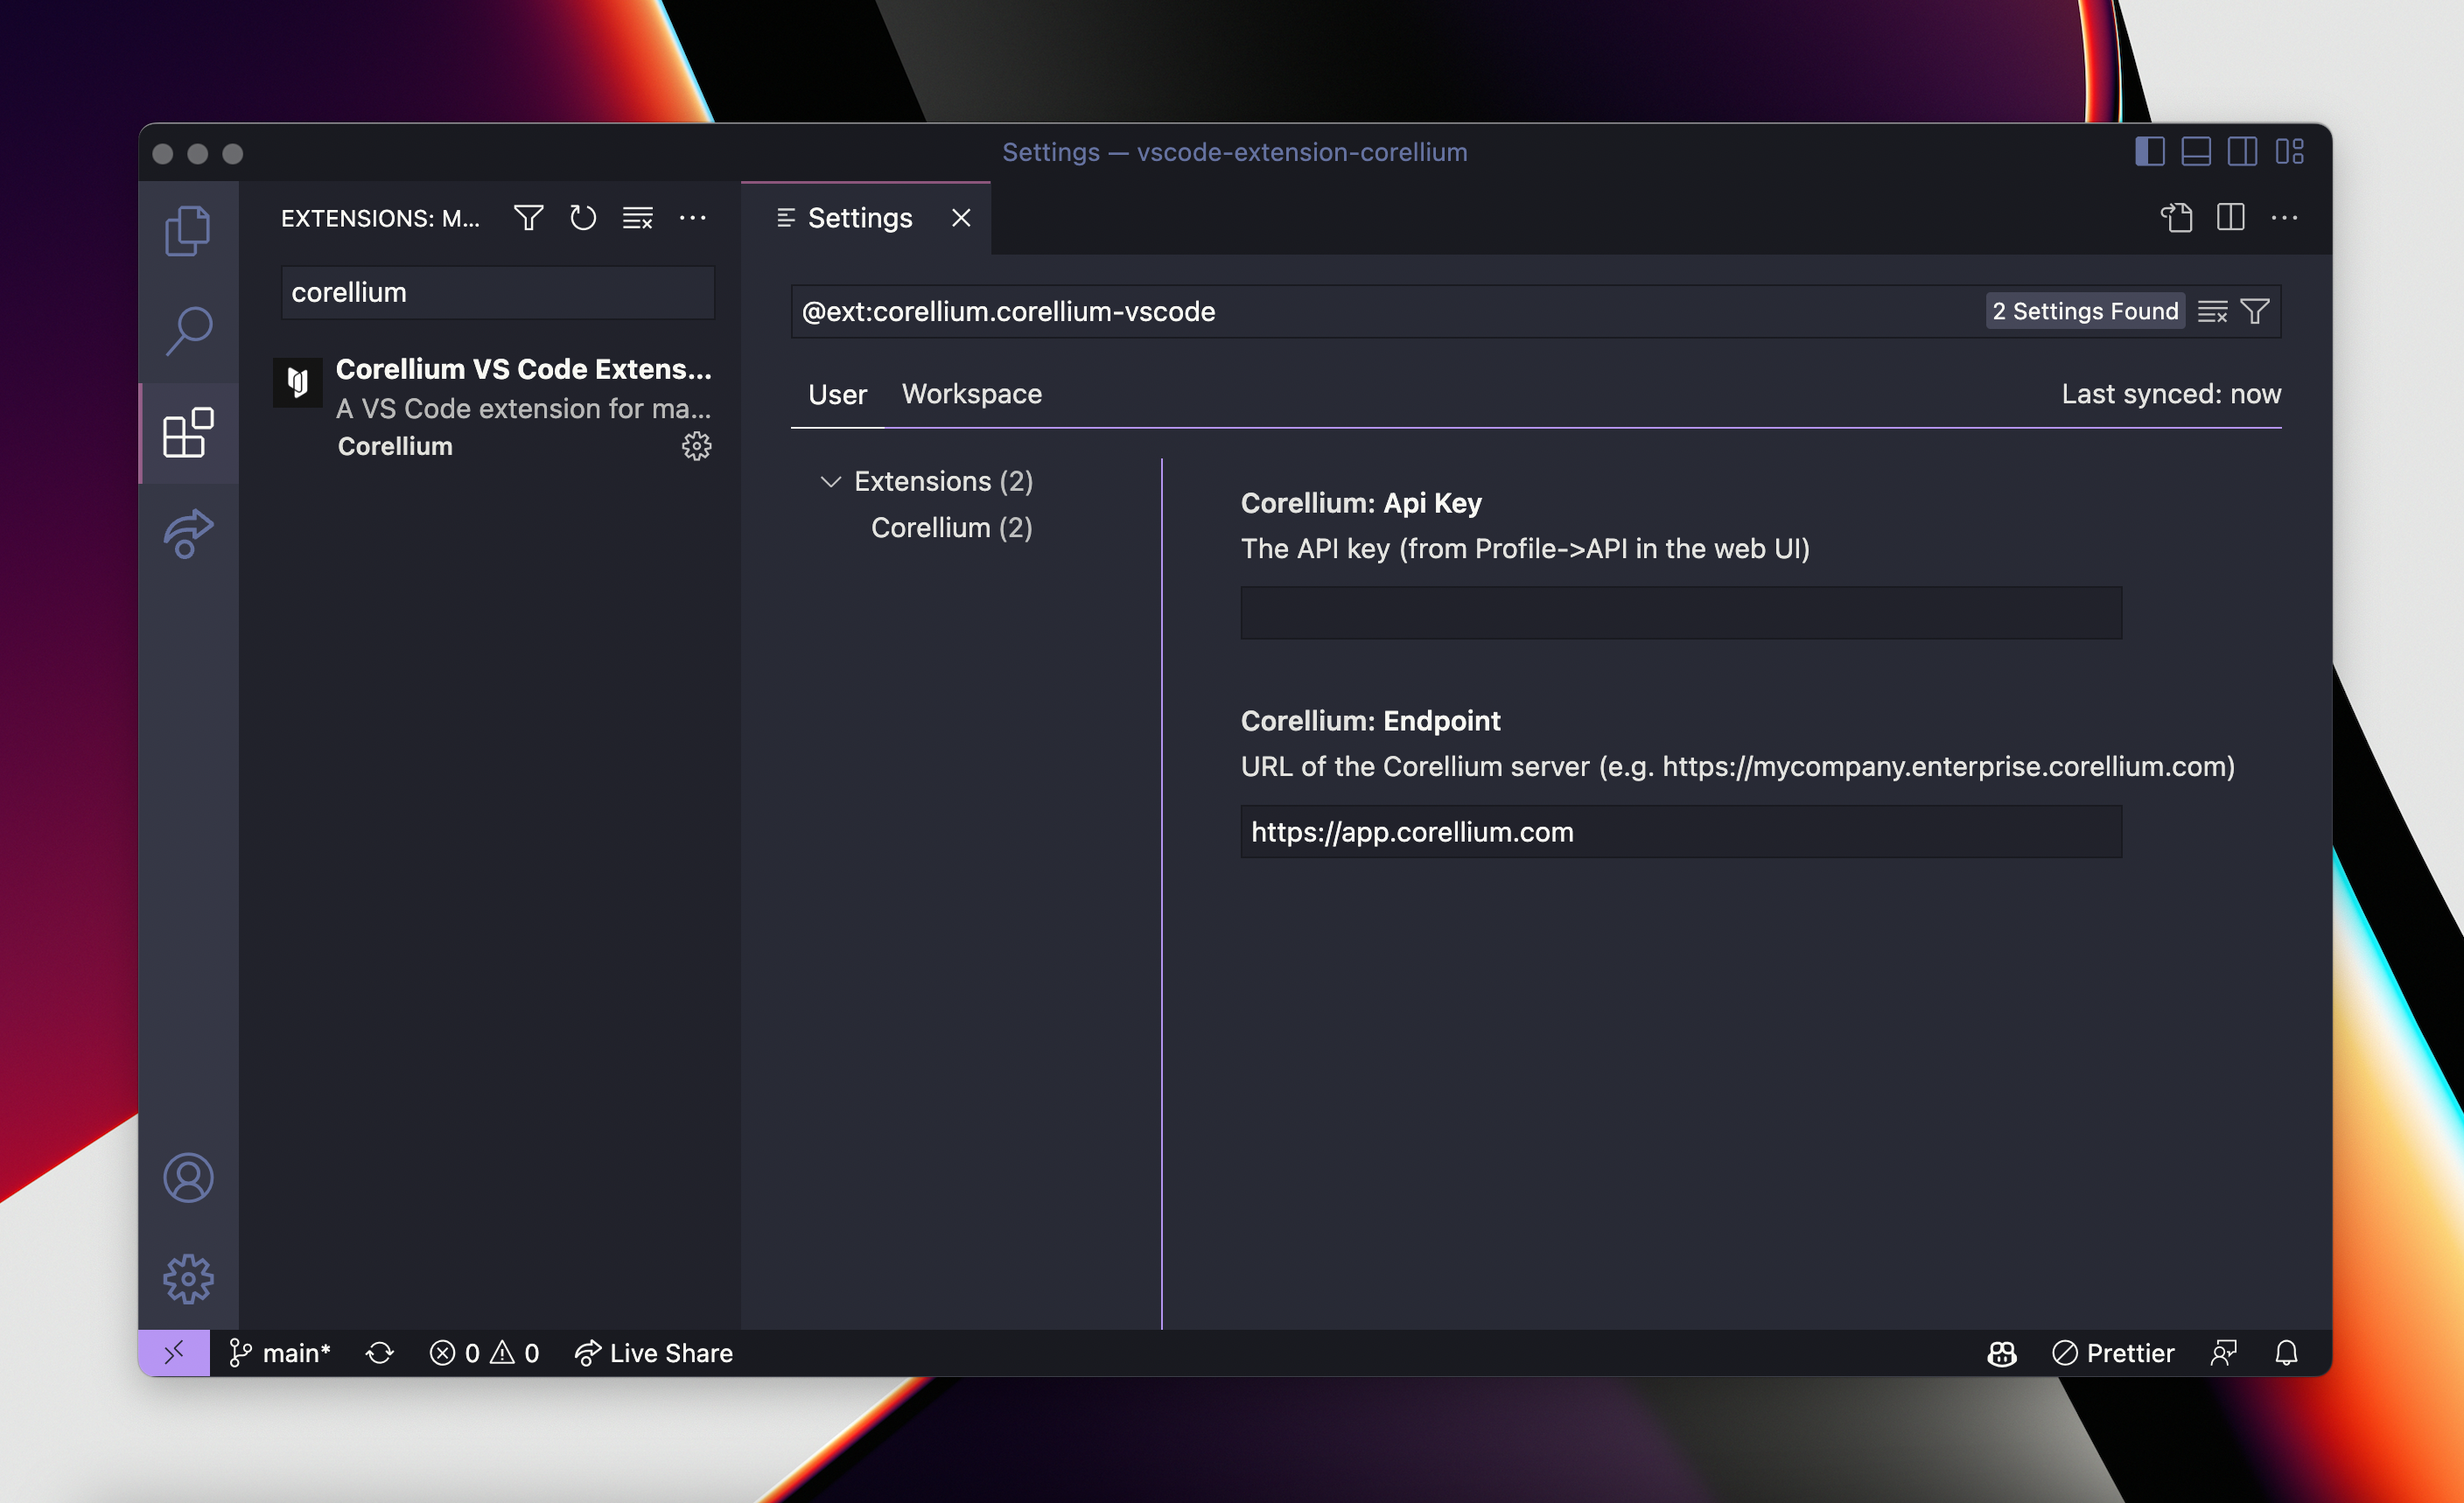 Settings — vscode-extension-corellium
EXTENSIONS: M...
corellium
Corellium VS Code Extens...
A VS Code extension for ma...
Corellium
Settings
@ext:corellium.corellium-vscode
2 Settings Found
User
Workspace
Last synced: now
Extensions (2)
Corellium (2)
Corellium: Api Key
The API key (from Profile->API in the web UI)
Corellium: Endpoint
URL of the Corellium server (e.g. https://mycompany.enterprise.corellium.com)
https://app.corellium.com
main*
0
0
Live Share
Prettier